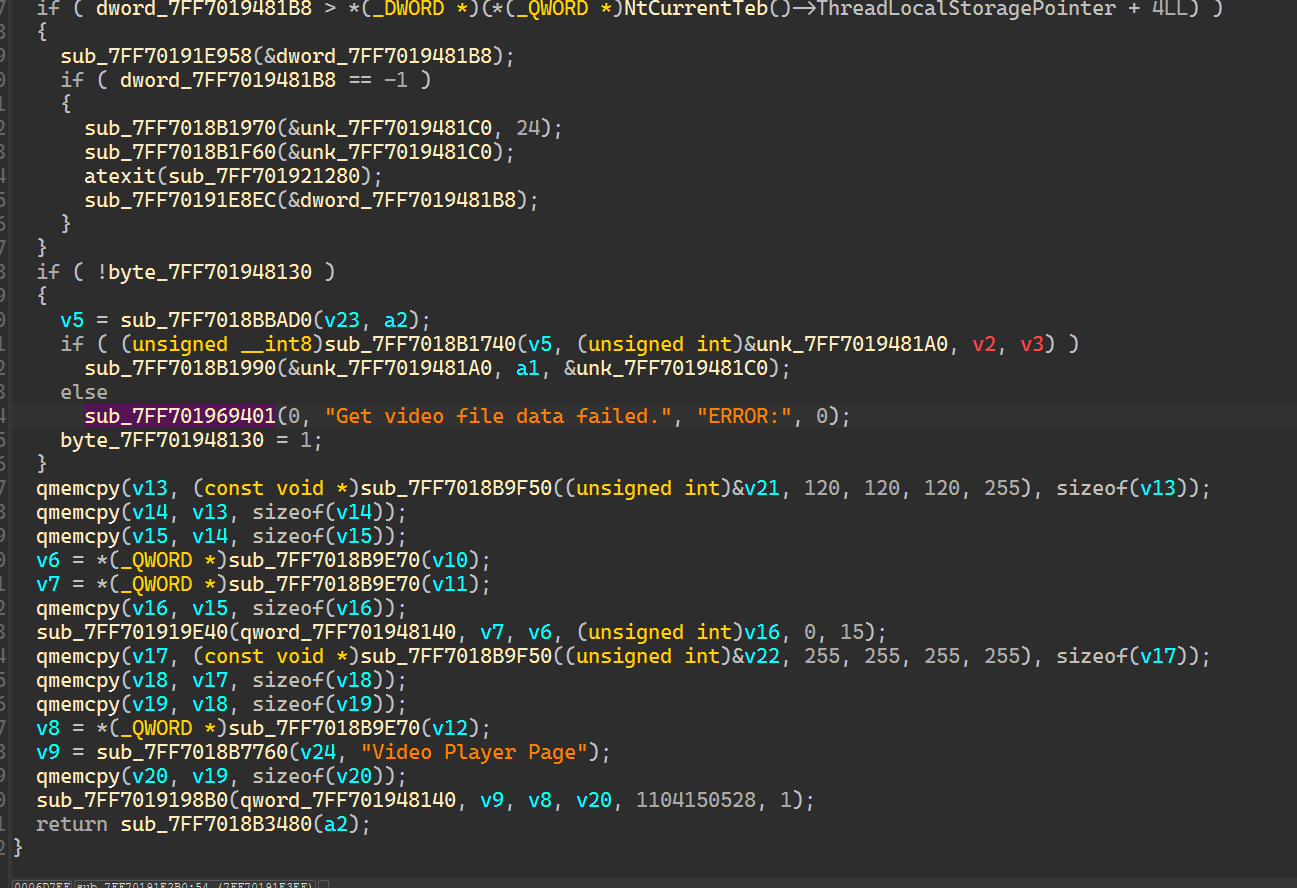 if ( dword_7FF7019481B8 > *(_DWORD *)(*(_QWORD *)NtCurrentTeb()->ThreadLocalStoragePointer + 4LL) )
{
sub_7FF70191E958(&dword_7FF7019481B8);
if ( dword_7FF7019481B8 == -1 )
{
sub_7FF7018B1970(&unk_7FF7019481C0, 24);
sub_7FF7018B1F60(&unk_7FF7019481C0);
atexit(sub_7FF701921280);
sub_7FF70191E8EC(&dword_7FF7019481B8);
}
}
if ( !byte_7FF701948130 )
{
v5 = sub_7FF7018BBAD0(v23, a2);
if ( (unsigned __int8)sub_7FF7018B1740(v5, (unsigned int)&unk_7FF7019481A0, v2, v3) )
sub_7FF7018B1990(&unk_7FF7019481A0, a1, &unk_7FF7019481C0);
else
sub_7FF701969401(0, "Get video file data failed.", "ERROR:", 0);
byte_7FF701948130 = 1;
}
qmemcpy(v13, (const void *)sub_7FF7018B9F50((unsigned int)&v21, 120, 120, 120, 255), sizeof(v13));
qmemcpy(v14, v13, sizeof(v14));
qmemcpy(v15, v14, sizeof(v15));
v6 = *(_QWORD *)sub_7FF7018B9E70(v10);
v7 = *(_QWORD *)sub_7FF7018B9E70(v11);
qmemcpy(v16, v15, sizeof(v16));
sub_7FF701919E40(qword_7FF701948140, v7, v6, (unsigned int)v16, 0, 15);
qmemcpy(v17, (const void *)sub_7FF7018B9F50((unsigned int)&v22, 255, 255, 255, 255), sizeof(v17));
qmemcpy(v18, v17, sizeof(v18));
qmemcpy(v19, v18, sizeof(v19));
v8 = *(_QWORD *)sub_7FF7018B9E70(v12);
v9 = sub_7FF7018B7760(v24, "Video Player Page");
qmemcpy(v20, v19, sizeof(v20));
sub_7FF7019198B0(qword_7FF701948140, v9, v8, v20, 1104150528, 1);
return sub_7FF7018B3480(a2);
}